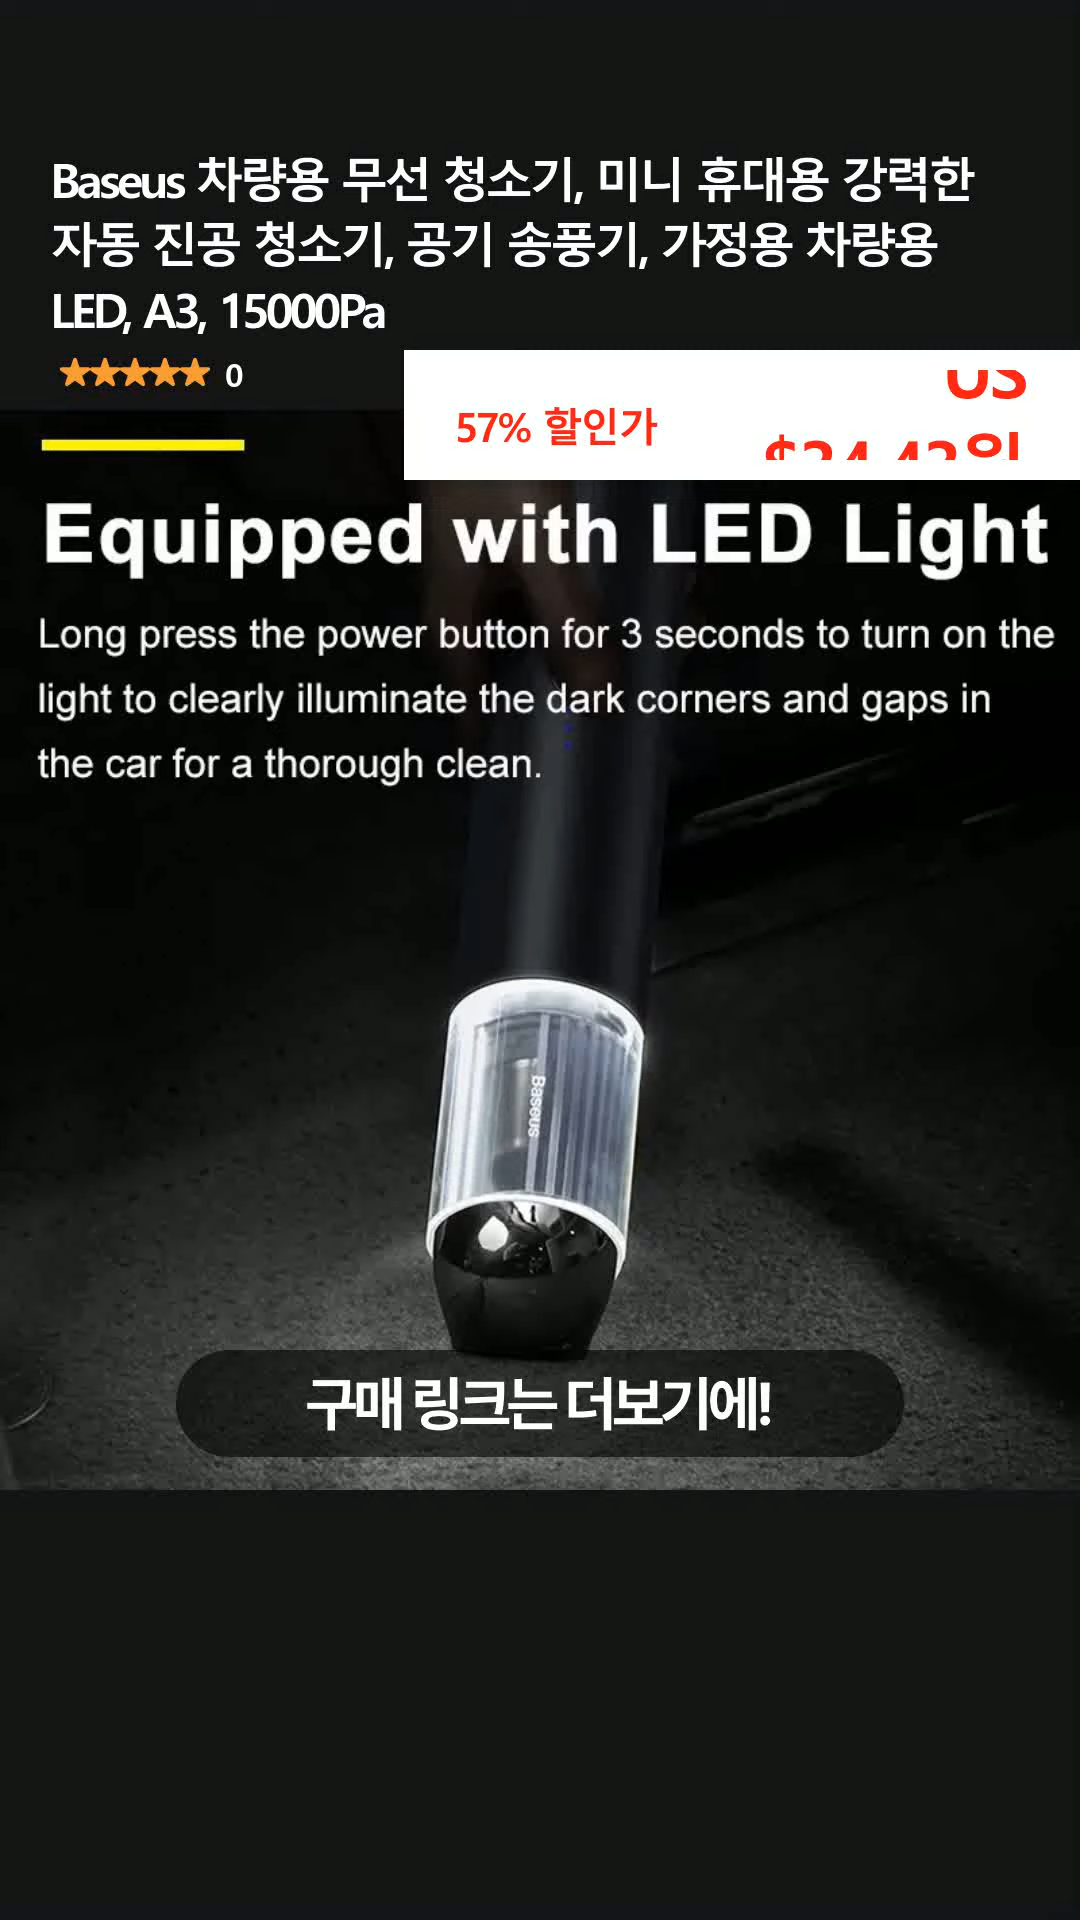 Baseus 차량용 무선 청소기, 미니 휴대용 강력한
자동 진공 청소기, 공기 송풍기, 가정용 차량용
LED, A3, 15000Pa
0
57% 할인가
US
Equipped with LED Light
Long press the power button for 3 seconds to turn on the
light to clearly illuminate the dark corners and gaps in
the car for a thorough clean.
Baseus
구매 링크는 더보기에!